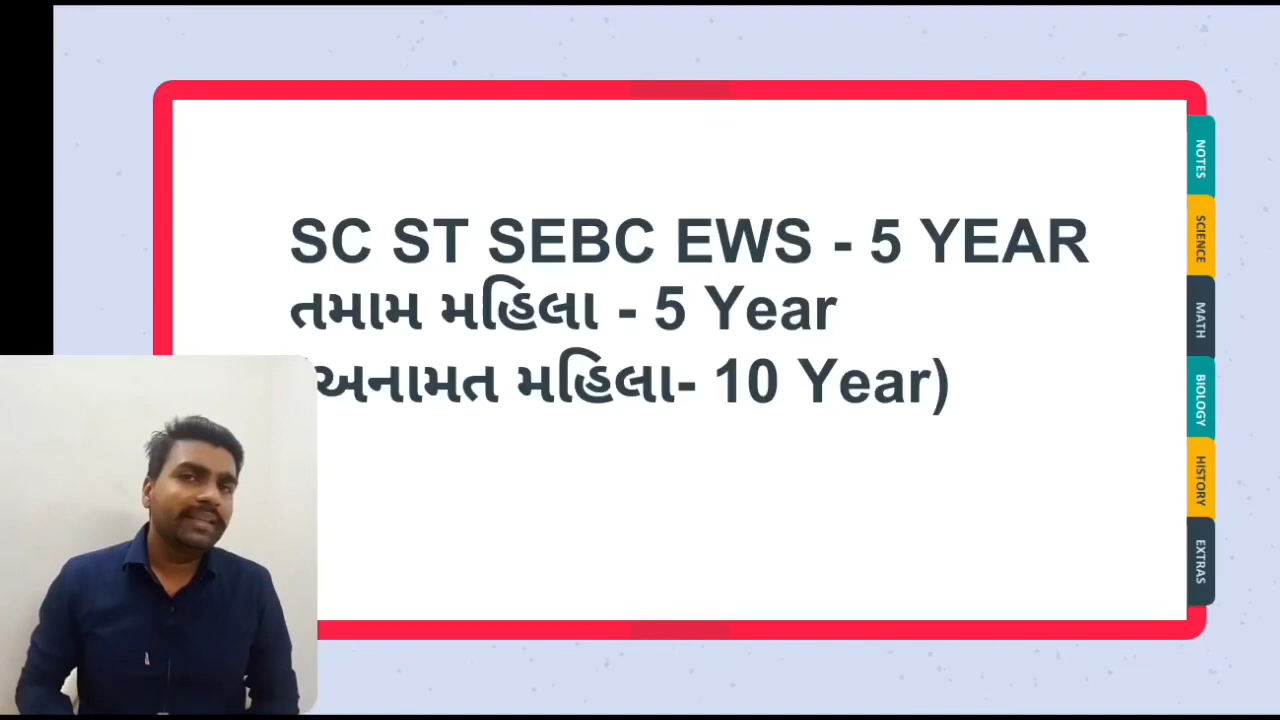 SC ST SEBC EWS - 5 YEAR
તમામ મહિલા - 5 Year
અનામત મહિલા- 10 Year)
NOTES
SCIENCE
MATH
BIOLOGY
HISTORY
EXTRAS